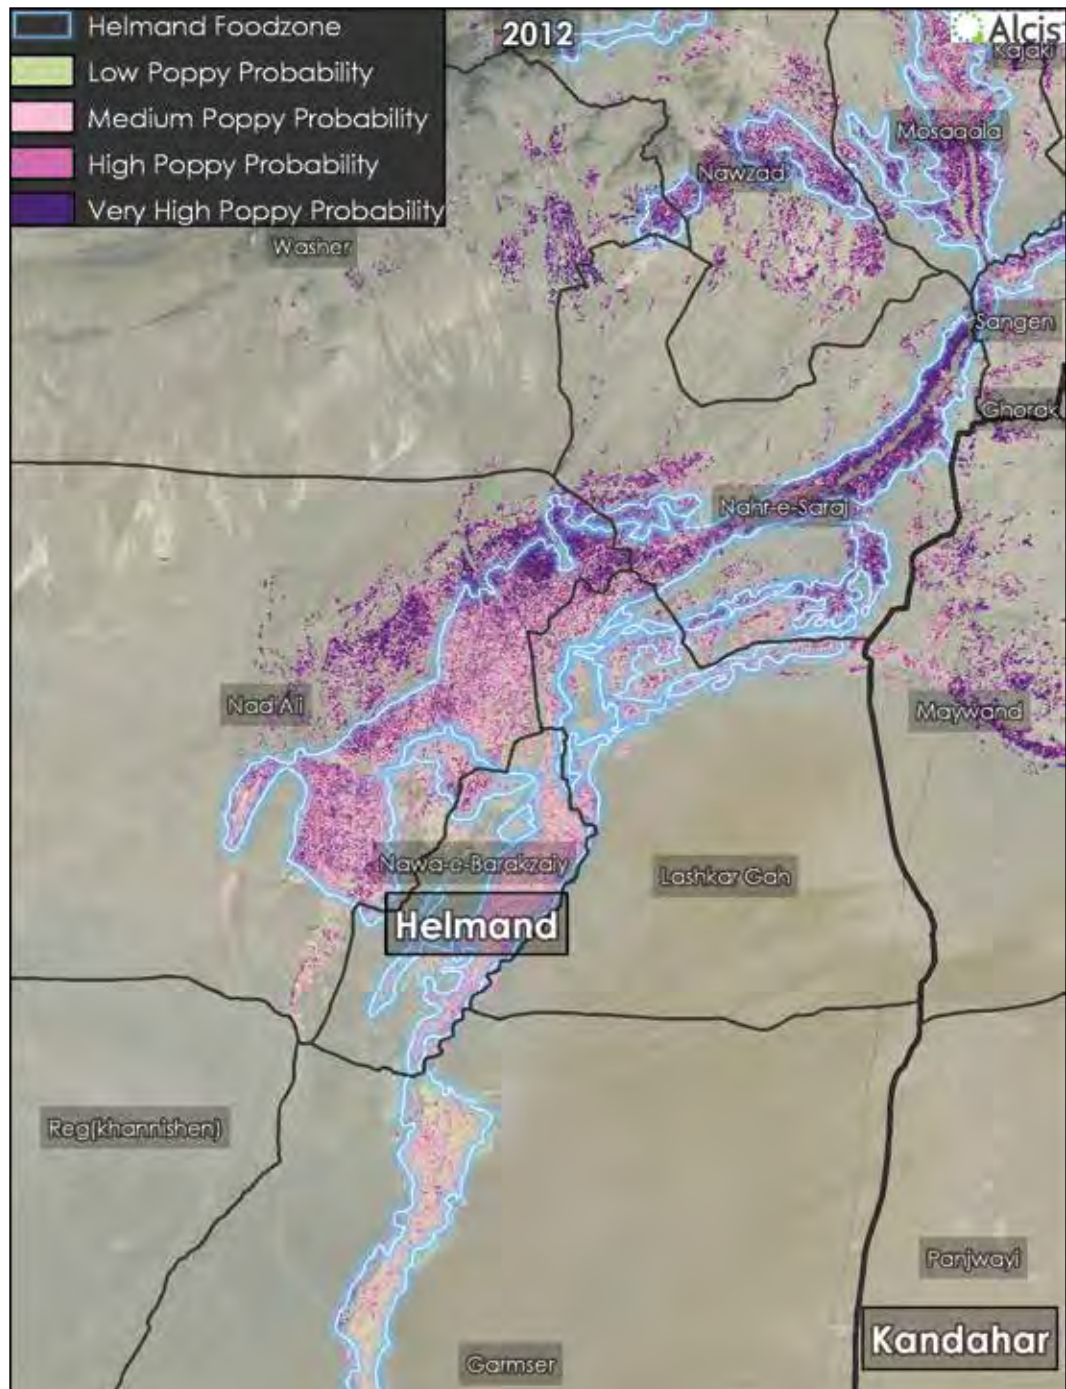 Helmand Foodzone
Low Poppy Probability
Medium Poppy Probability
High Poppy Probability
Very High Poppy Probability
2012
Alcis
Kajaki
Mosaqala
Nawzad
Washer
Sangen
Ghorak
Nahr-e-Saraj
Nad Ali
Maywand
Nawa-e-Barakzaiy
Lashkar Gah
Helmand
Reg(khannishen)
Panjwayi
Kandahar
Garmser